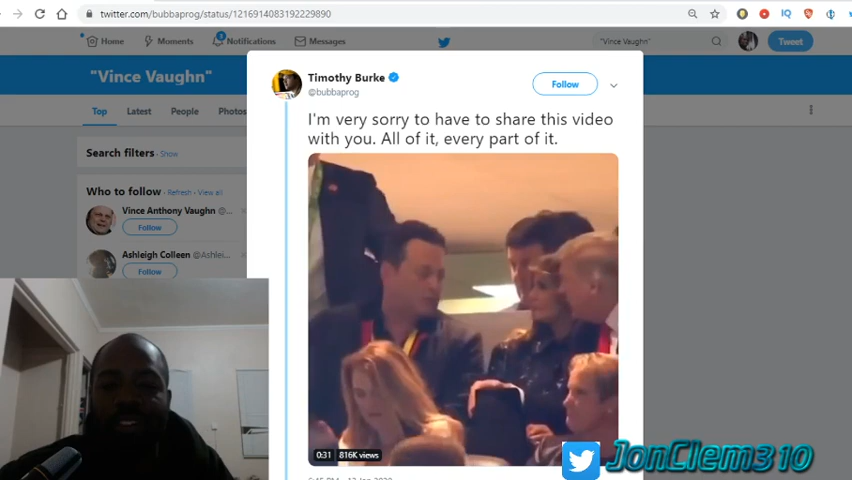 twitter.com/bubbaprog/status/1216914083192229890
Home
Moments
Notifications
Messages
"Vince Vaughn"
Tweet
"Vince Vaughn"
Top
Latest
People
Photos
Search filters · Show
Who to follow · Refresh · View all
Vince Anthony Vaughn @...
Follow
Ashleigh Colleen @Ashlei...
Follow
Timothy Burke
@bubbaprog
Follow
I'm very sorry to have to share this video
with you. All of it, every part of it.
0:31
816K views
JonClem310